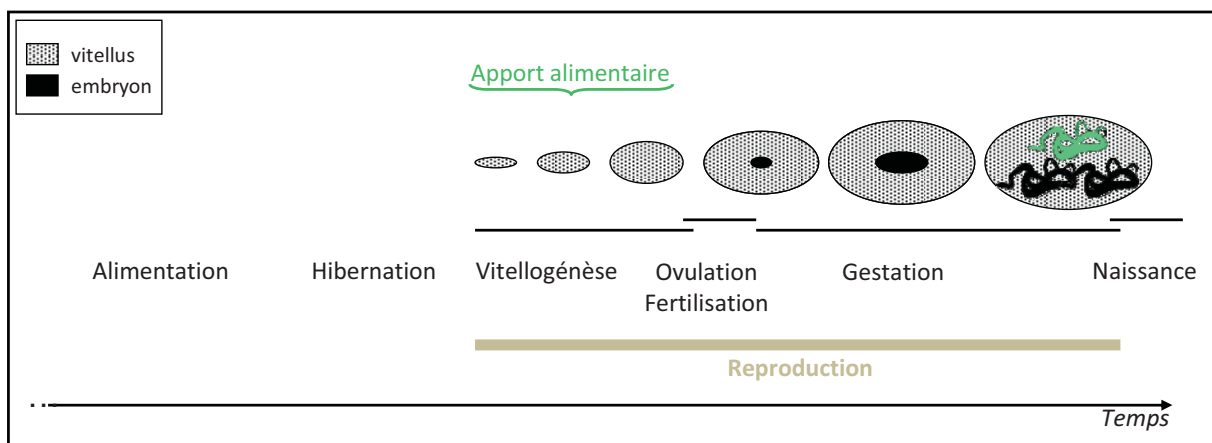 vitellus
embryon
Apport alimentaire
Alimentation
Hibernation
Vitellogénèse
Ovulation
Fertilisation
Gestation
Naissance
Reproduction
...
Temps